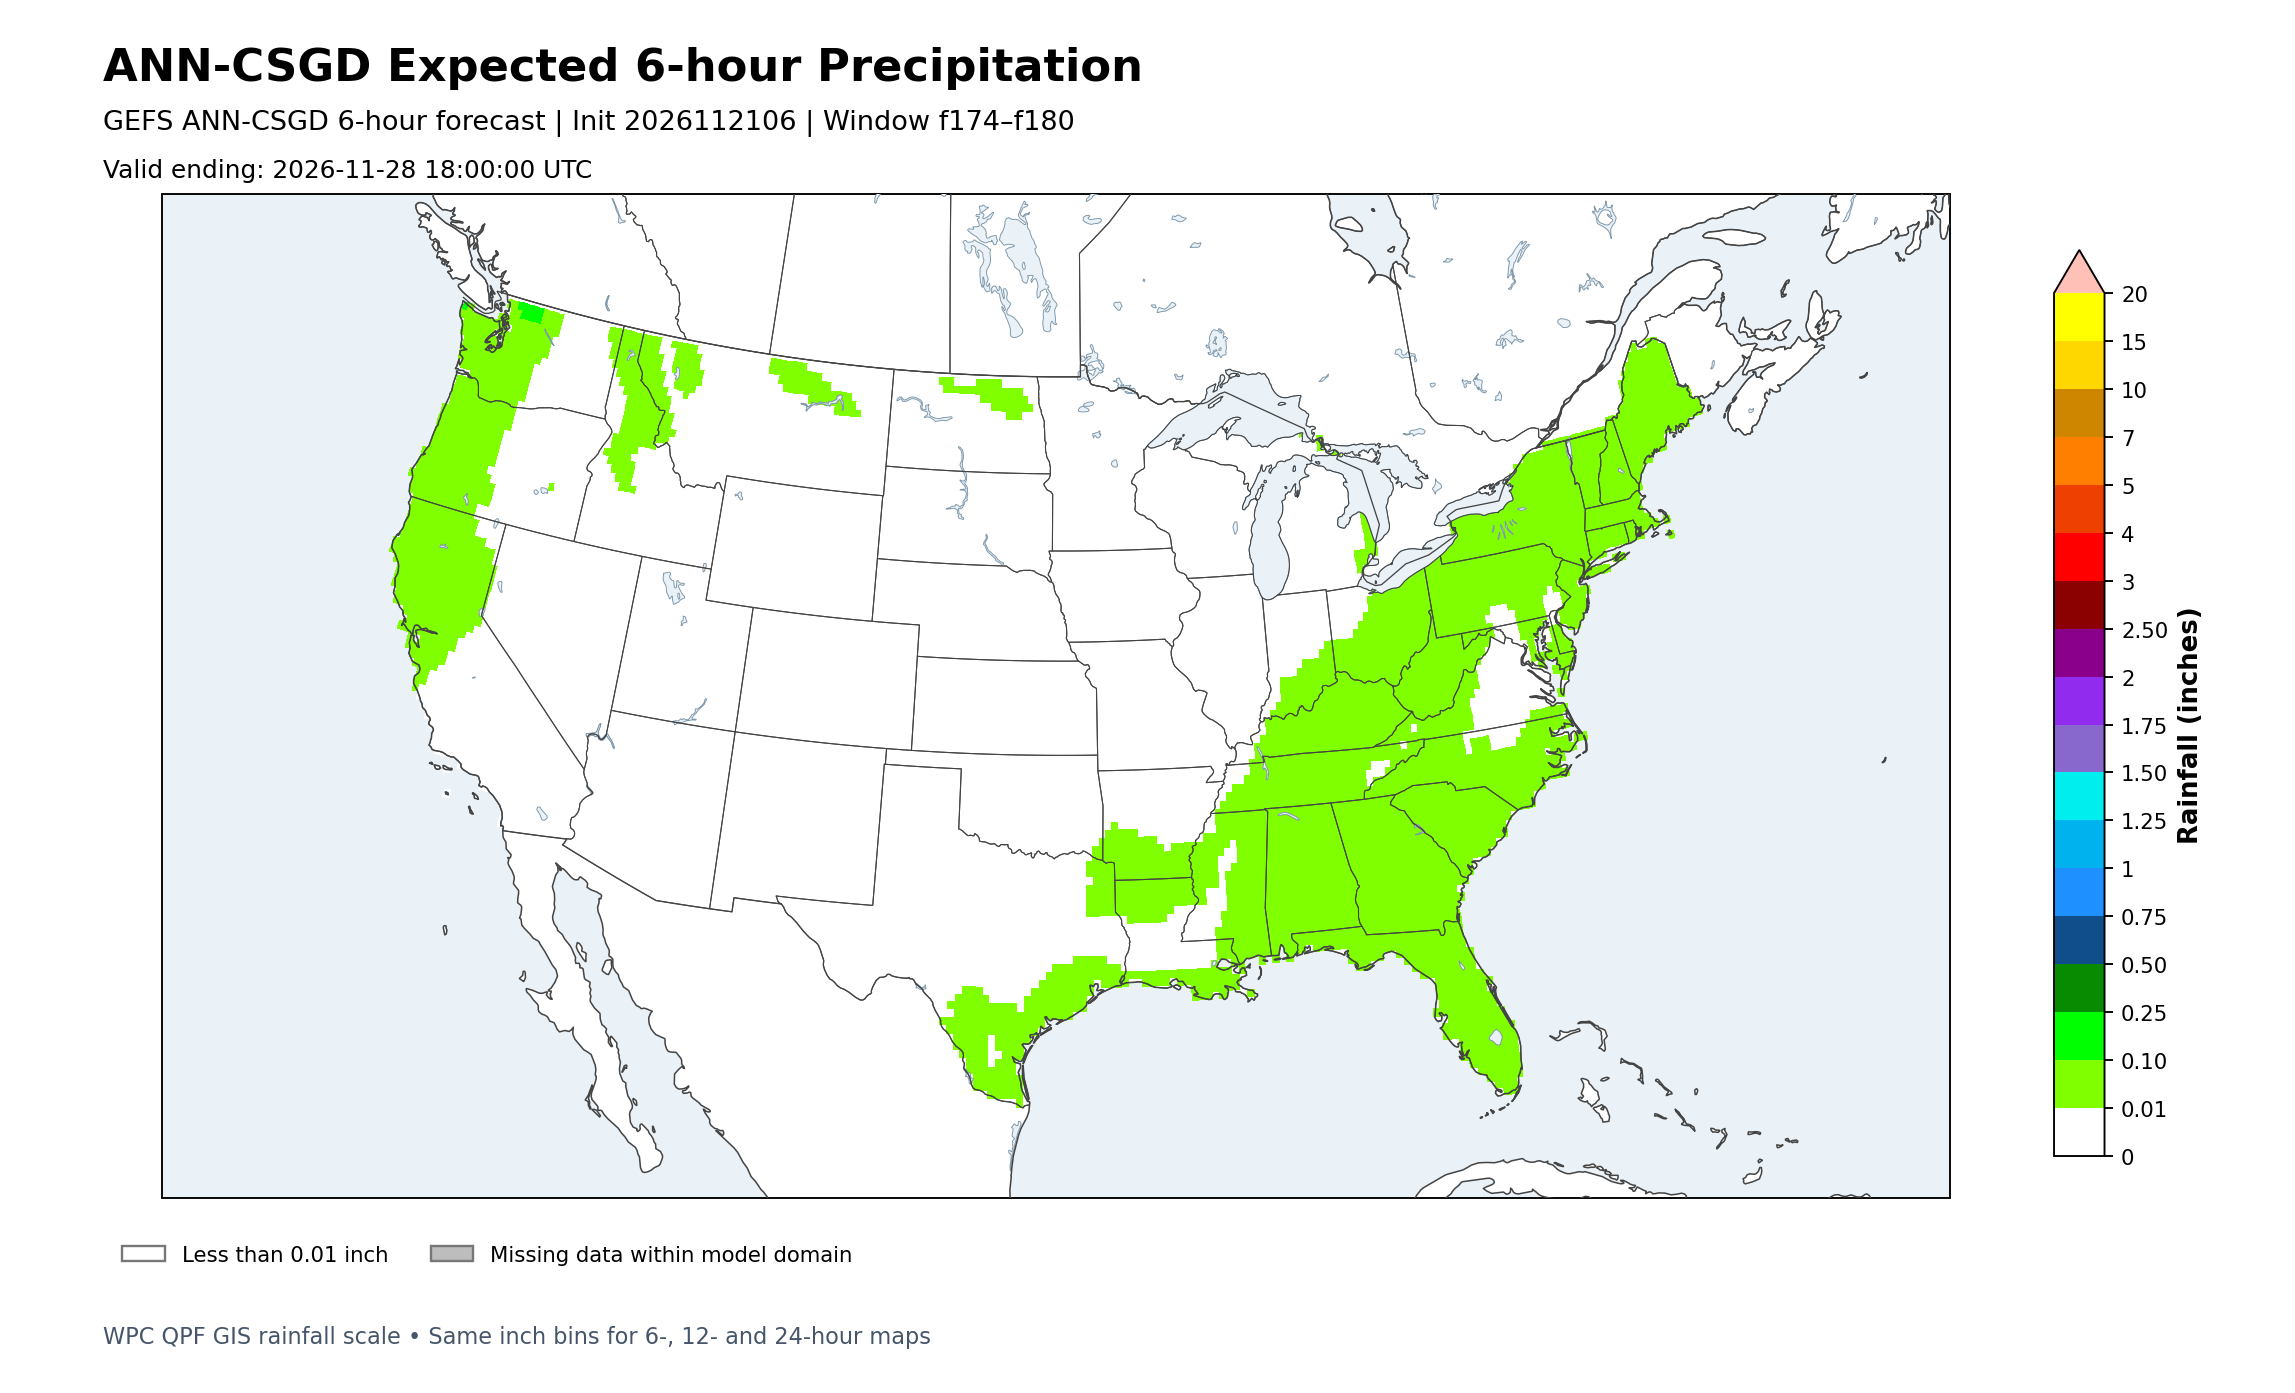 ANN-CSGD Expected 6-hour Precipitation
GEFS ANN-CSGD 6-hour forecast | Init 2026112106 | Window f174–f180
Valid ending: 2026-11-28 18:00:00 UTC
20
15
10
7
5
4
3
2.50
2
1.75
1.50
1.25
1
0.75
0.50
0.25
0.10
0.01
0
Rainfall (inches)
Less than 0.01 inch
Missing data within model domain
WPC QPF GIS rainfall scale • Same inch bins for 6-, 12- and 24-hour maps